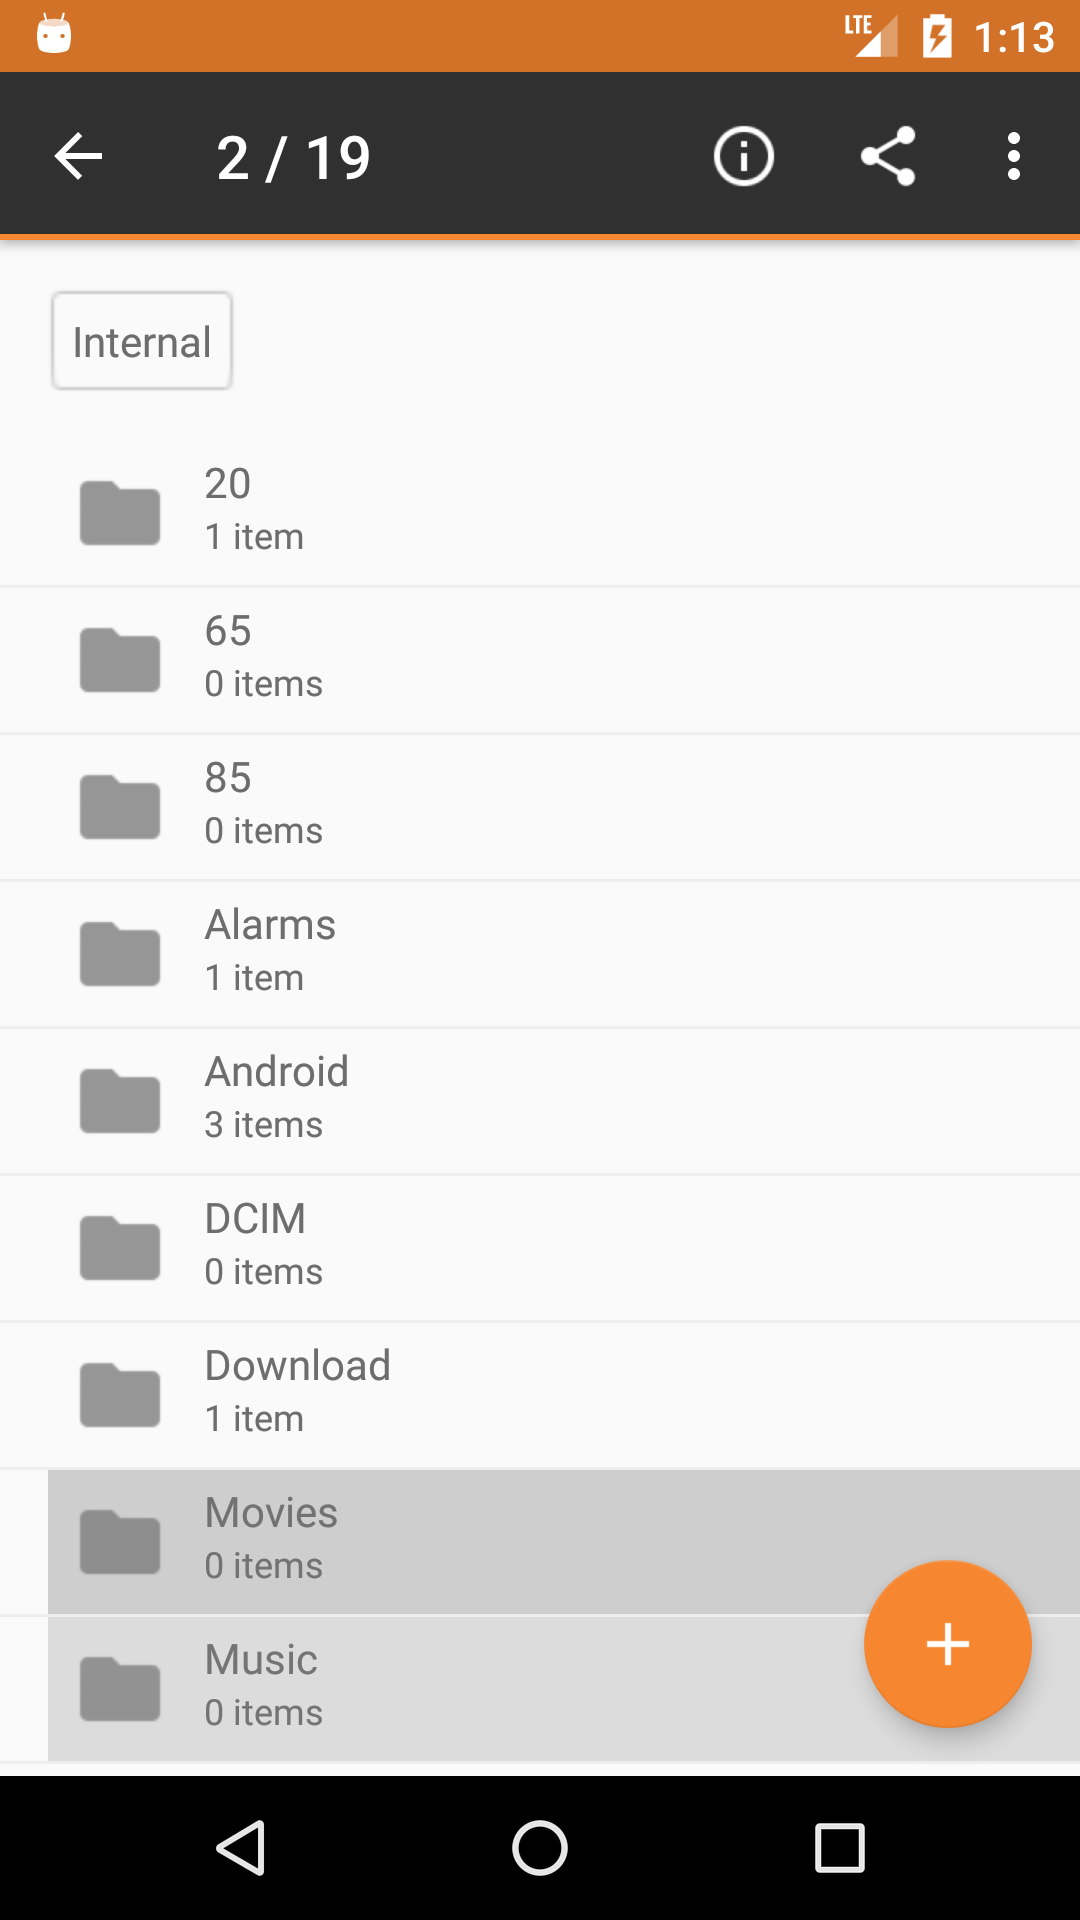 LTE 1:13
2 / 19
Internal
20
1 item
65
0 items
85
0 items
Alarms
1 item
Android
3 items
DCIM
0 items
Download
1 item
Movies
0 items
Music
0 items